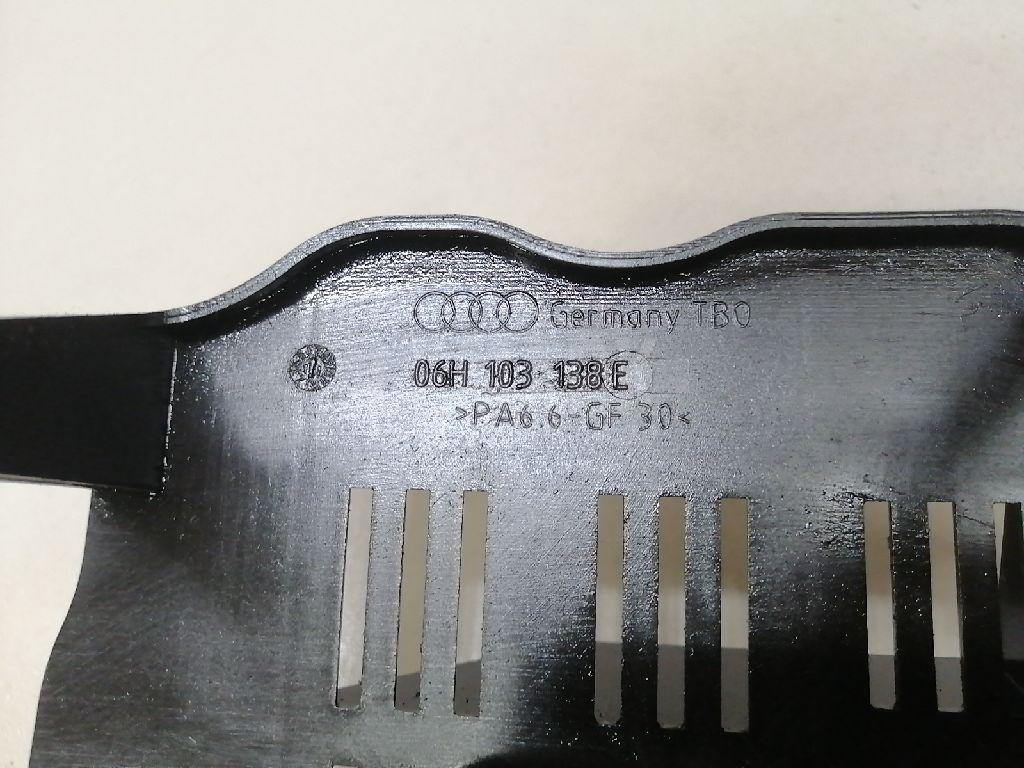 Germany TBO
06H 103 138 E
>PA6.6-GF 30<